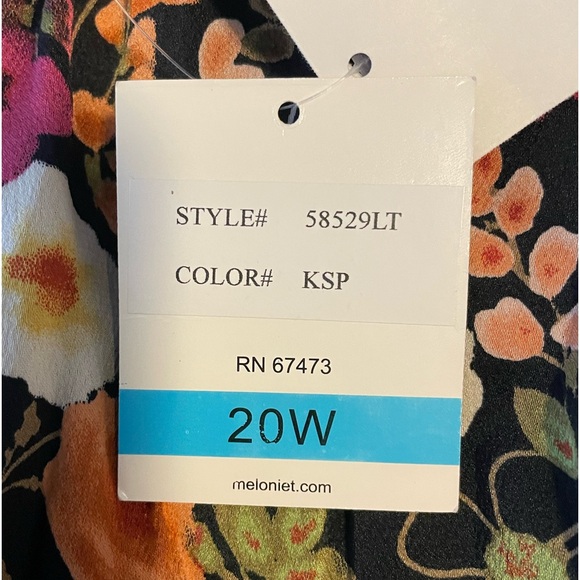 STYLE# 58529LT
COLOR# KSP
RN 67473
20W
meloniet.com